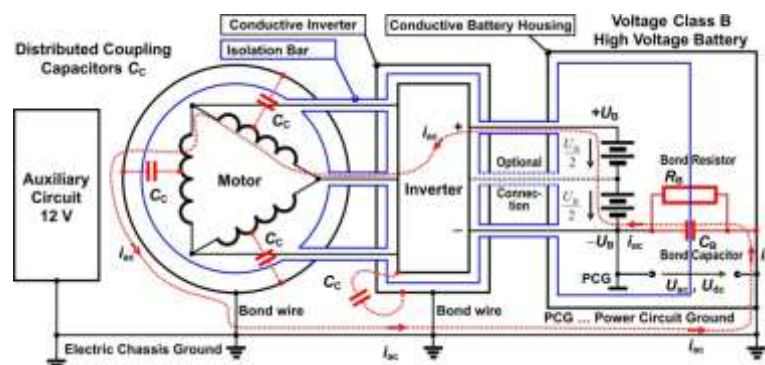 Conductive Inverter
Conductive Battery Housing
Voltage Class B
High Voltage Battery
Distributed Coupling
Capacitors CC
Isolation Bar
CC
+UB
iac
+
UB
2
Optional
Bond Resistor
RB
Auxiliary
Circuit
12 V
CC
Motor
Inverter
Connec-
tion
UB
2
CC
−
−UB
iac
CB
Bond Capacitor
iac
CC
PCG
Uac , Udc
Bond wire
Bond wire
PCG ... Power Circuit Ground
Electric Chassis Ground
iac
iac